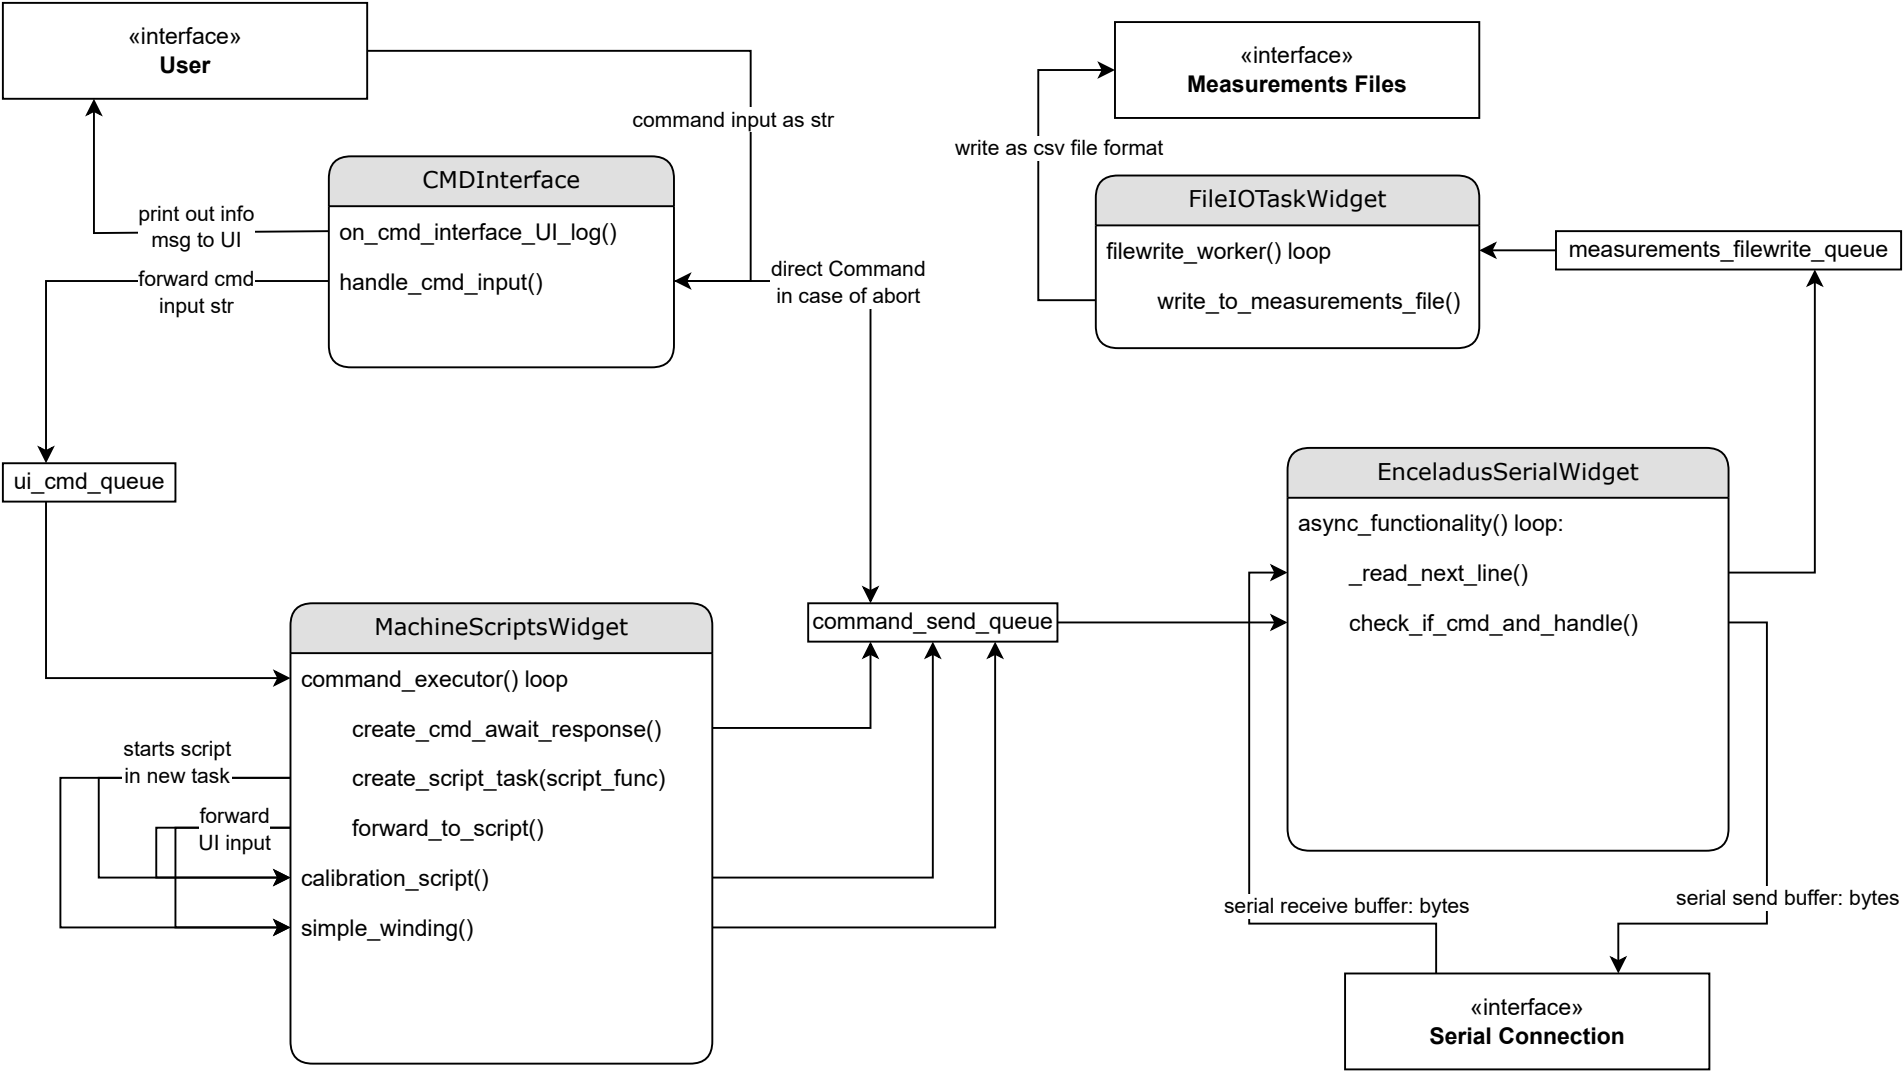 «interface»
User
command input as str
CMDInterface
on_cmd_interface_UI_log()
handle_cmd_input()
print out info
msg to UI
forward cmd
input str
direct Command
in case of abort
«interface»
Measurements Files
write as csv file format
FileIOTaskWidget
filewrite_worker() loop
write_to_measurements_file()
measurements_filewrite_queue
ui_cmd_queue
MachineScriptsWidget
command_executor() loop
create_cmd_await_response()
create_script_task(script_func)
forward_to_script()
calibration_script()
simple_winding()
starts script
in new task
forward
UI input
command_send_queue
EnceladusSerialWidget
async_functionality() loop:
_read_next_line()
check_if_cmd_and_handle()
serial receive buffer: bytes
serial send buffer: bytes
«interface»
Serial Connection